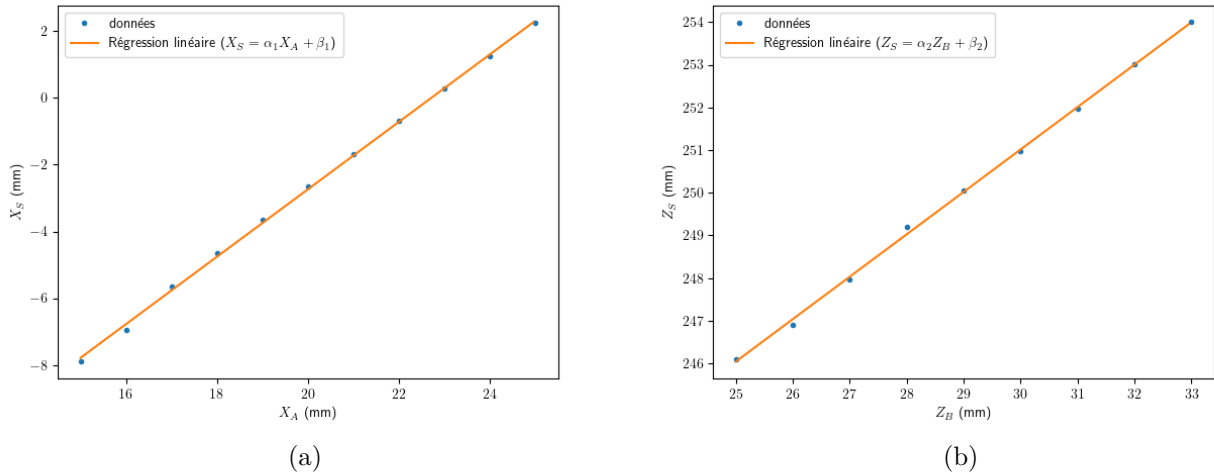 données
Régression linéaire (X_S = α_1X_A + β_1)
2
0
−2
−4
−6
−8
X_S (mm)
16
18
20
22
24
X_A (mm)
(a)
données
Régression linéaire (Z_S = α_2Z_B + β_2)
254
253
252
251
250
249
248
247
246
Z_S (mm)
25
26
27
28
29
30
31
32
33
Z_B (mm)
(b)